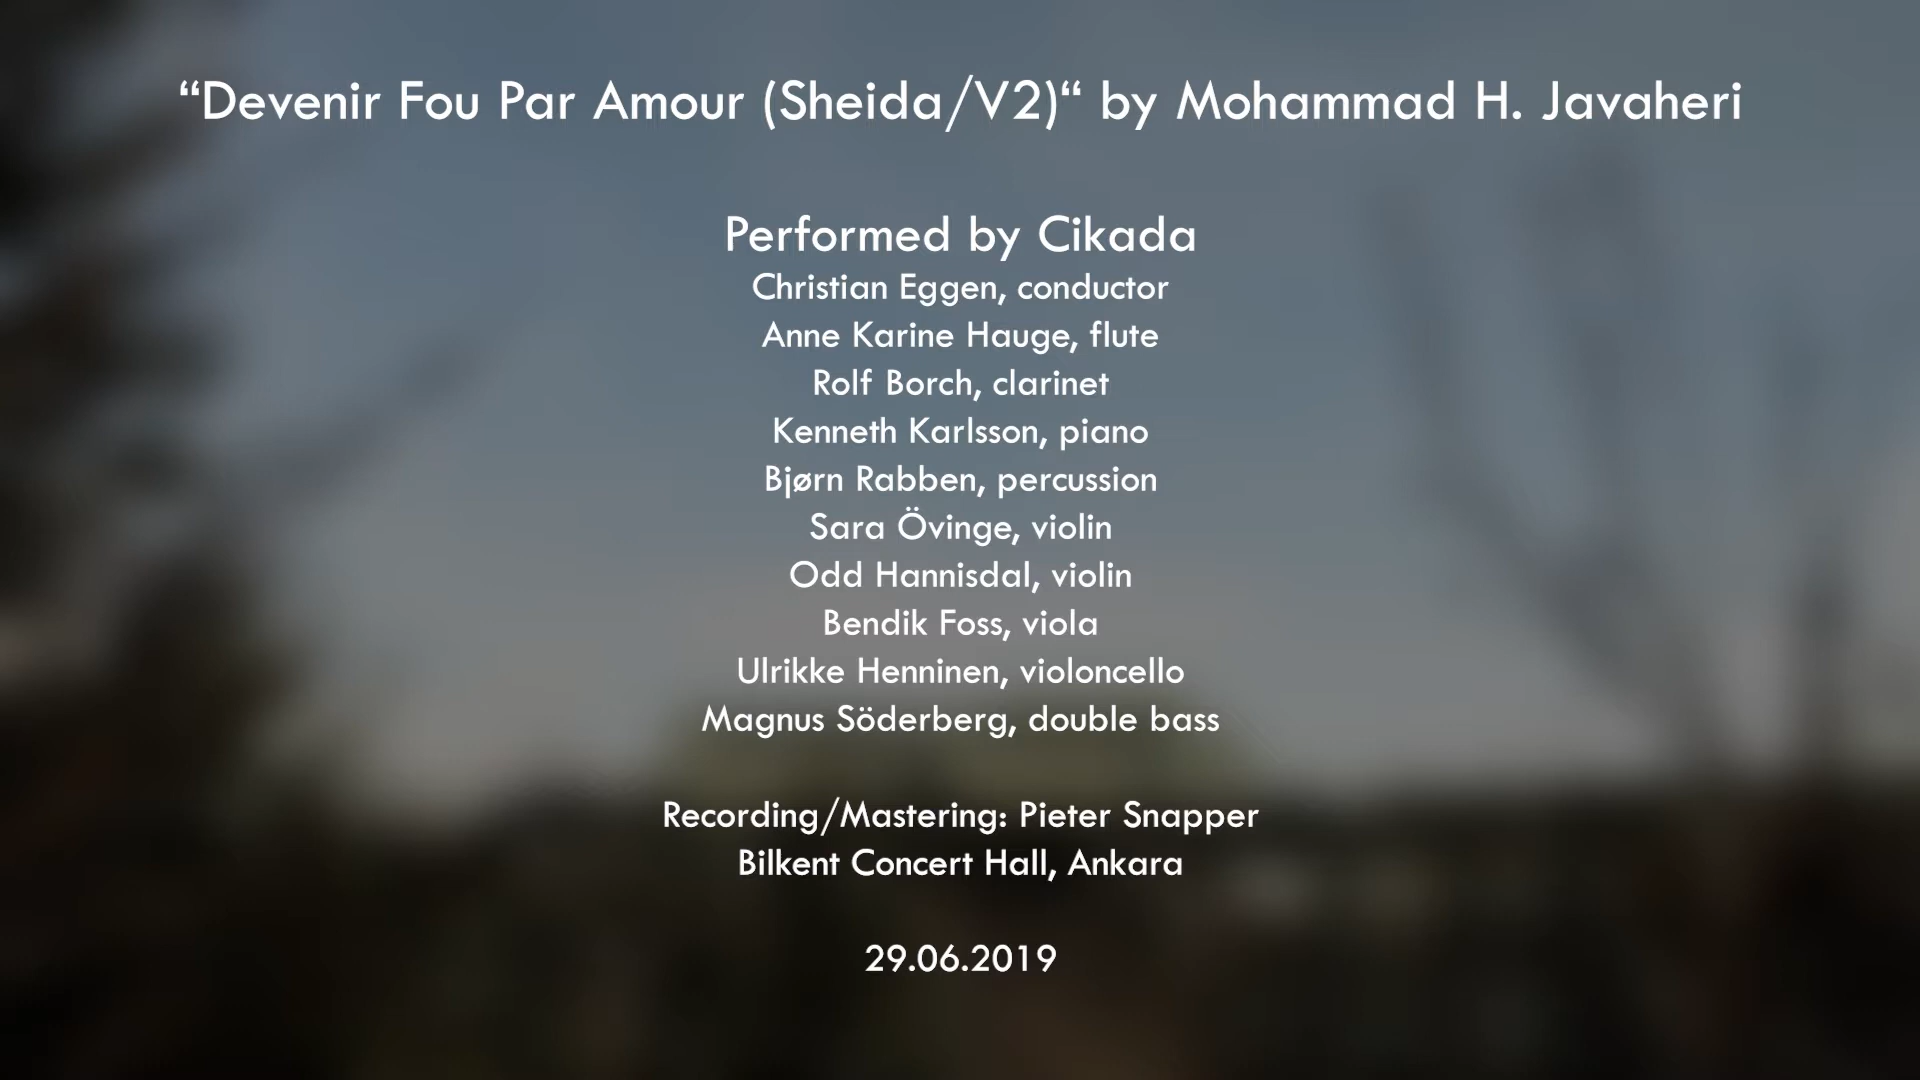 “Devenir Fou Par Amour (Sheida/V2)“ by Mohammad H. Javaheri
Performed by Cikada
Christian Eggen, conductor
Anne Karine Hauge, flute
Rolf Borch, clarinet
Kenneth Karlsson, piano
Bjørn Rabben, percussion
Sara Övinge, violin
Odd Hannisdal, violin
Bendik Foss, viola
Ulrikke Henninen, violoncello
Magnus Söderberg, double bass
Recording/Mastering: Pieter Snapper
Bilkent Concert Hall, Ankara
29.06.2019